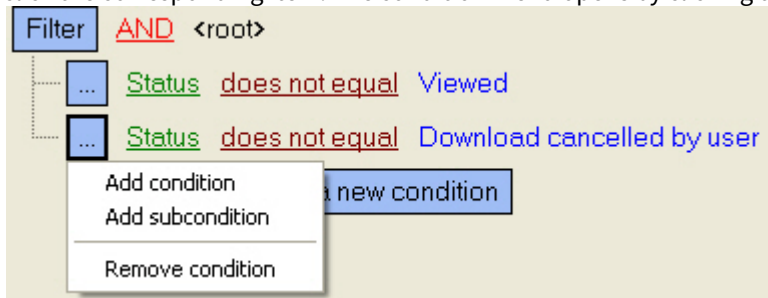 Filter AND <root>
... Status does not equal Viewed
... Status does not equal Download cancelled by user
Add condition
a new condition
Add subcondition
Remove condition